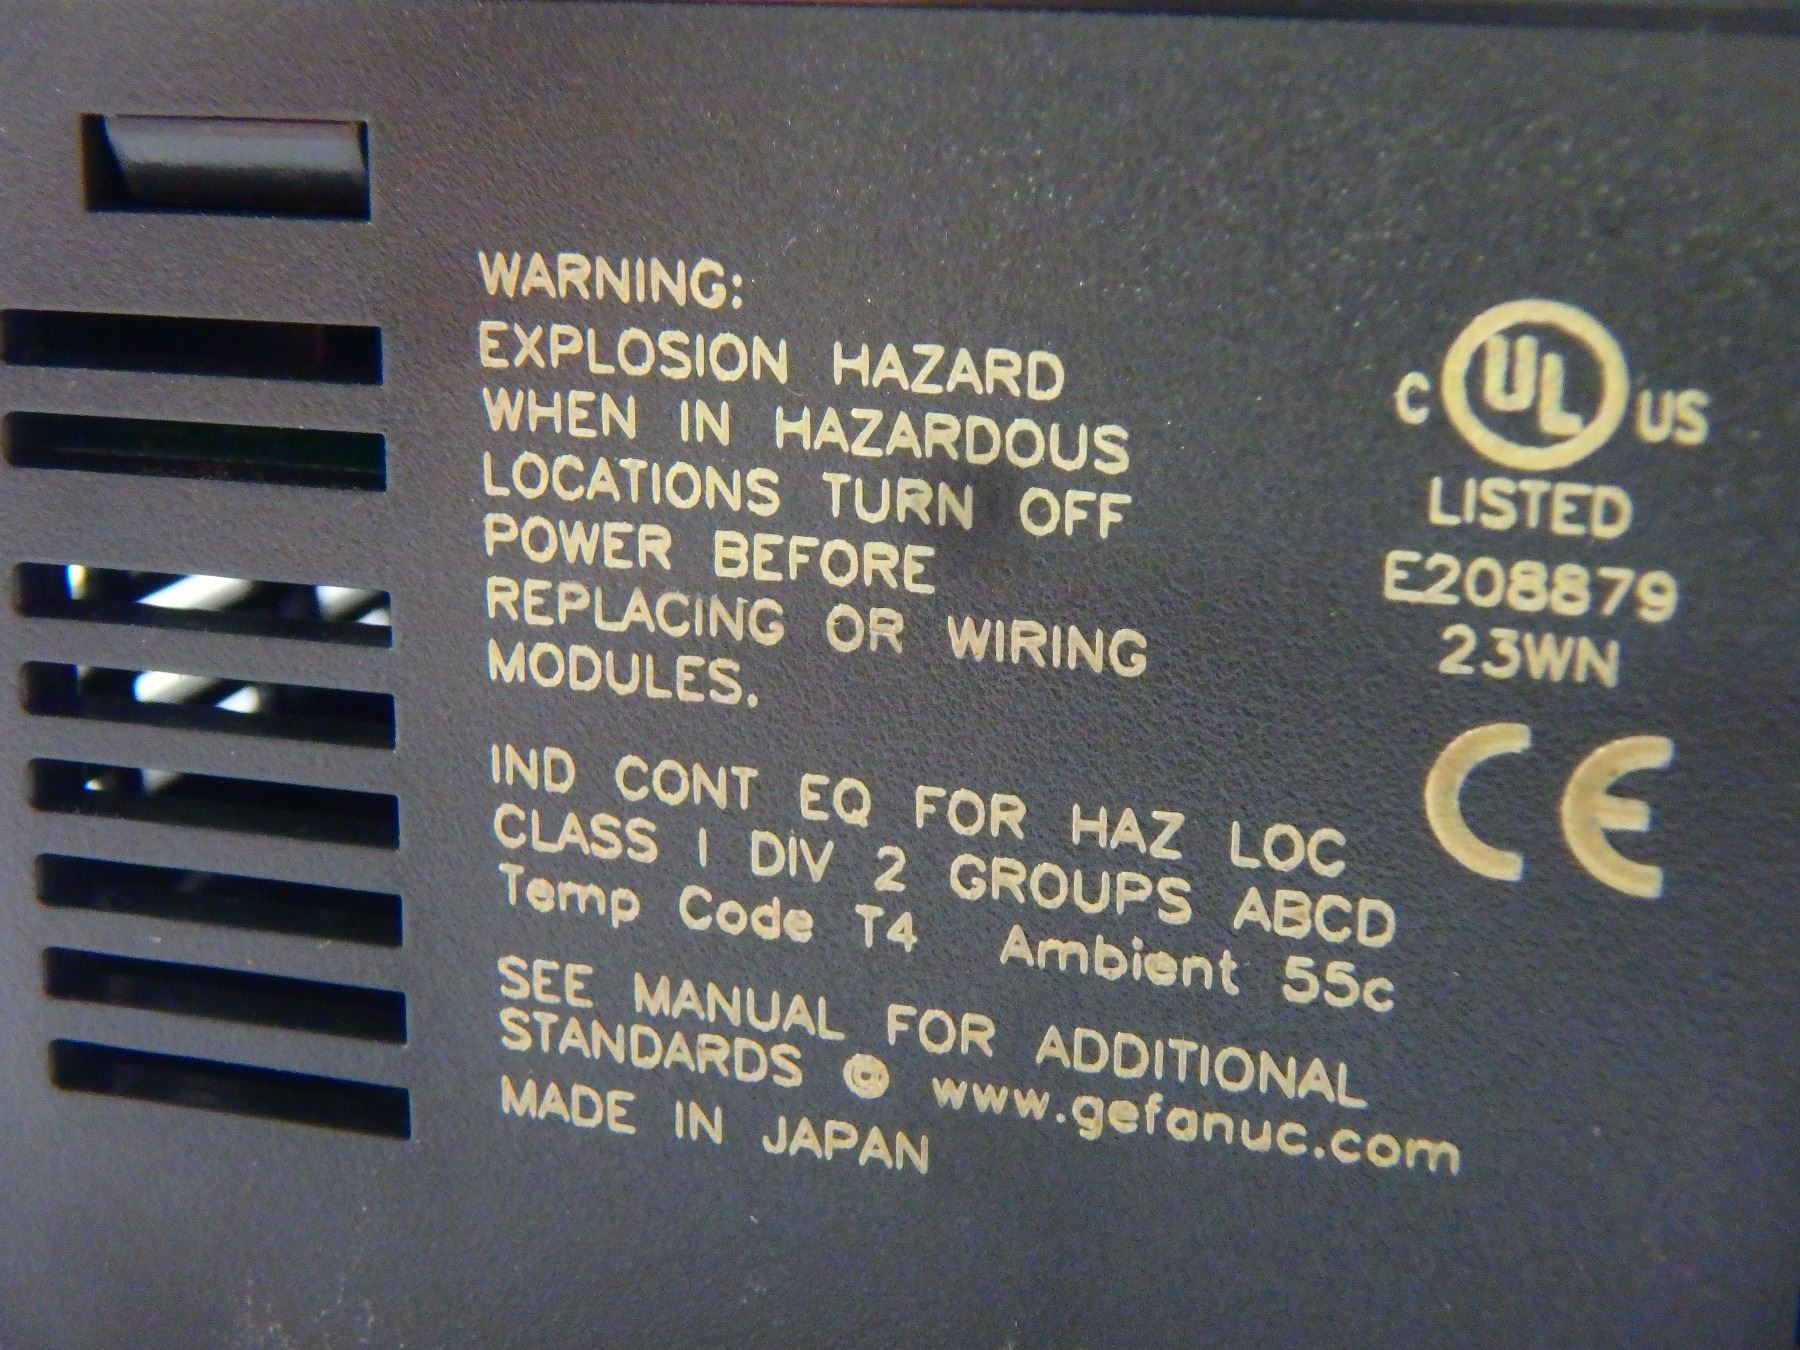 WARNING:
EXPLOSION HAZARD
WHEN IN HAZARDOUS
LOCATIONS TURN OFF
POWER BEFORE
REPLACING OR WIRING
MODULES.
IND CONT EQ FOR HAZ LOC
CLASS I DIV 2 GROUPS ABCD
Temp Code T4 Ambient 55c
SEE MANUAL FOR ADDITIONAL
STANDARDS @ www.gefanuc.com
MADE IN JAPAN
C UL US
LISTED
E208879
23WN
CE